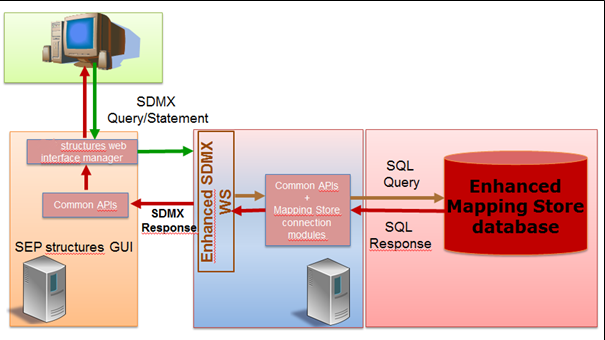 SDMX
Query/Statement
structures web
interface manager
Common APIs
SEP structures GUI
SDMX
Response
Enhanced SDMX
WS
Common APIs
+
Mapping Store
connection
modules
SQL
Query
SQL
Response
Enhanced
Mapping Store
database